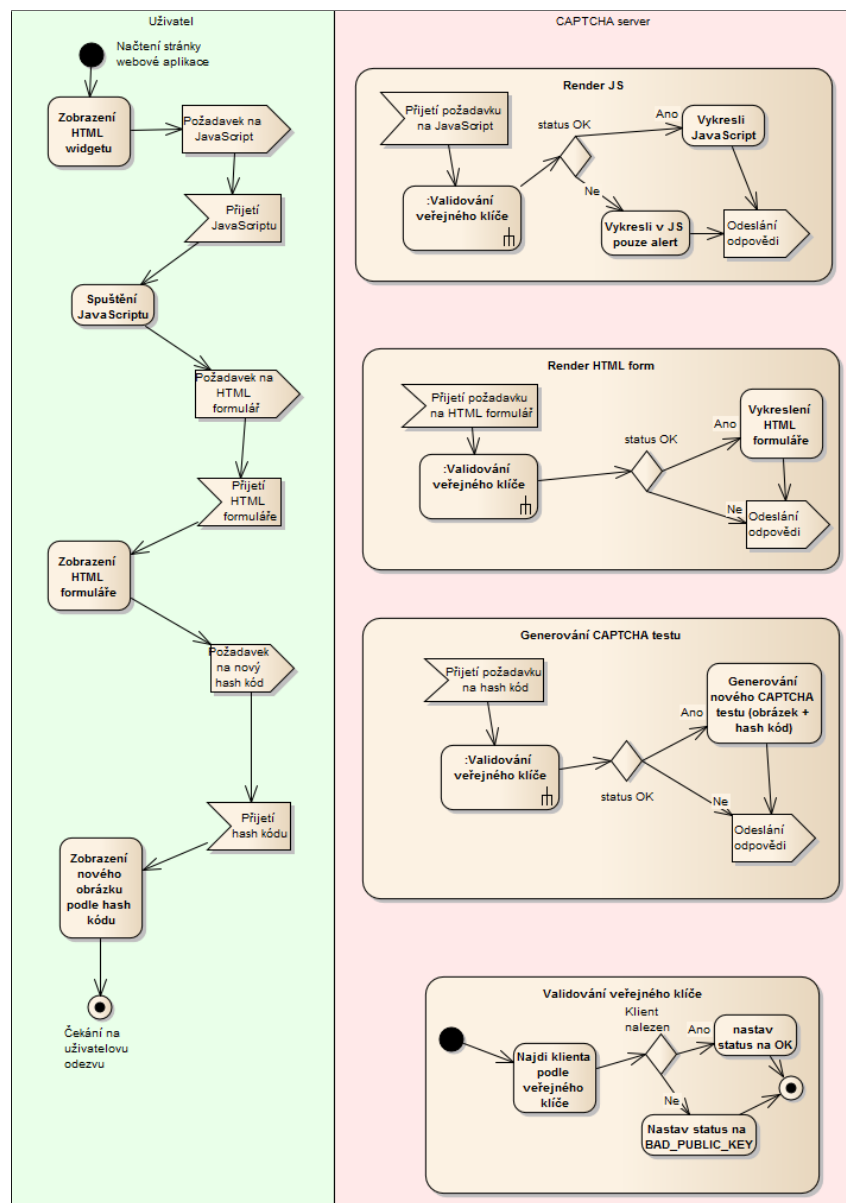 Uživatel
Načtení stránky
webové aplikace
Zobrazení
HTML
widgetu
Požadavek na
JavaScript
Přijetí
JavaScriptu
Spuštění
JavaScriptu
Požadavek na
HTML
formulář
Přijetí
HTML
formuláře
Zobrazení
HTML
formuláře
Požadavek
na nový
hash kód
Přijetí
hash kódu
Zobrazení
nového
obrázku
podle hash
kódu
Čekání na
uživatelovu
odezvu
CAPTCHA server
Render JS
Přijetí požadavku
na JavaScript
:Validování
veřejného klíče
status OK
Ano
Vykresli
JavaScript
Ne
Vykresli v JS
pouze alert
Odeslání
odpovědi
Render HTML form
Přijetí požadavku
na HTML formulář
:Validování
veřejného klíče
status OK
Ano
Vykreslení
HTML
formuláře
Ne
Odeslání
odpovědi
Generování CAPTCHA testu
Přijetí požadavku
na hash kód
:Validování
veřejného klíče
status OK
Ano
Generování
nového CAPTCHA
testu (obrázek +
hash kód)
Ne
Odeslání
odpovědi
Validování veřejného klíče
Najdi klienta
podle
veřejného
klíče
Klient
nalezen
Ano
nastav
status na OK
Ne
Nastav status na
BAD_PUBLIC_KEY